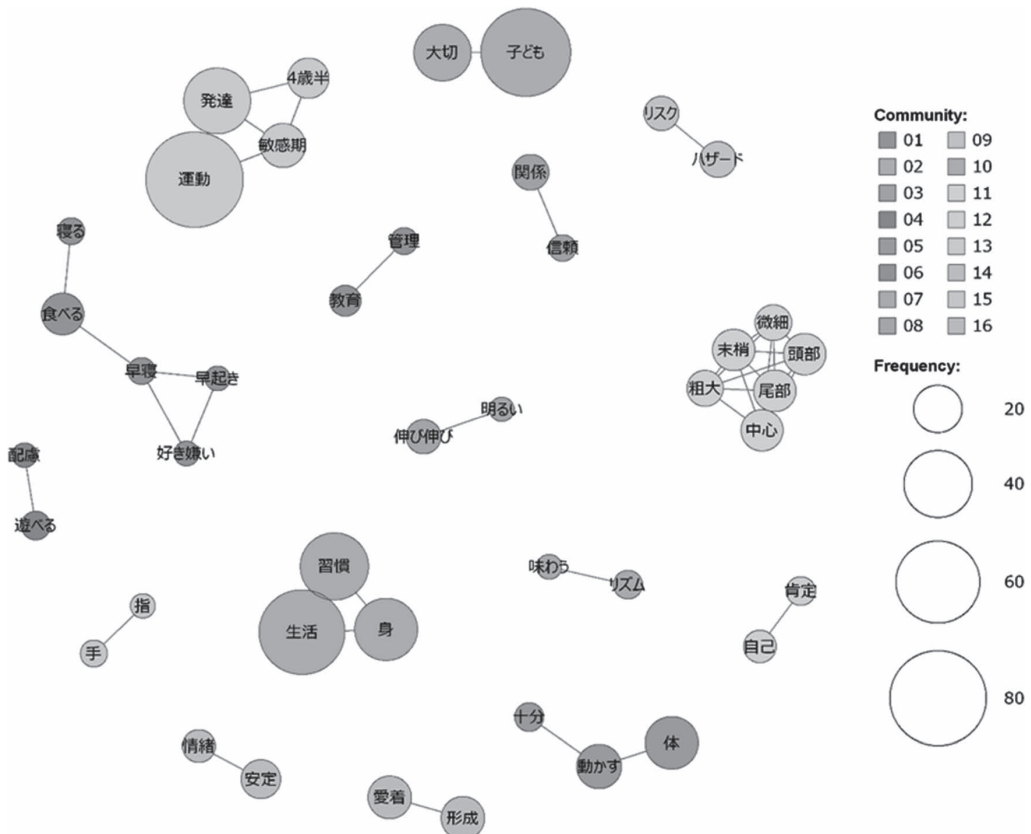 大切
子ども
4歳半
発達
敏感期
運動
リスク
ハザード
関係
信頼
管理
教育
寝る
食べる
早寝
早起き
好き嫌い
配慮
遊べる
微細
末梢
頭部
粗大
尾部
中心
明るい
伸び伸び
習慣
生活
身
味わう
リズム
肯定
自己
指
手
十分
体
動かす
情緒
安定
愛着
形成
Community:
01 09
02 10
03 11
04 12
05 13
06 14
07 15
08 16
Frequency:
20
40
60
80